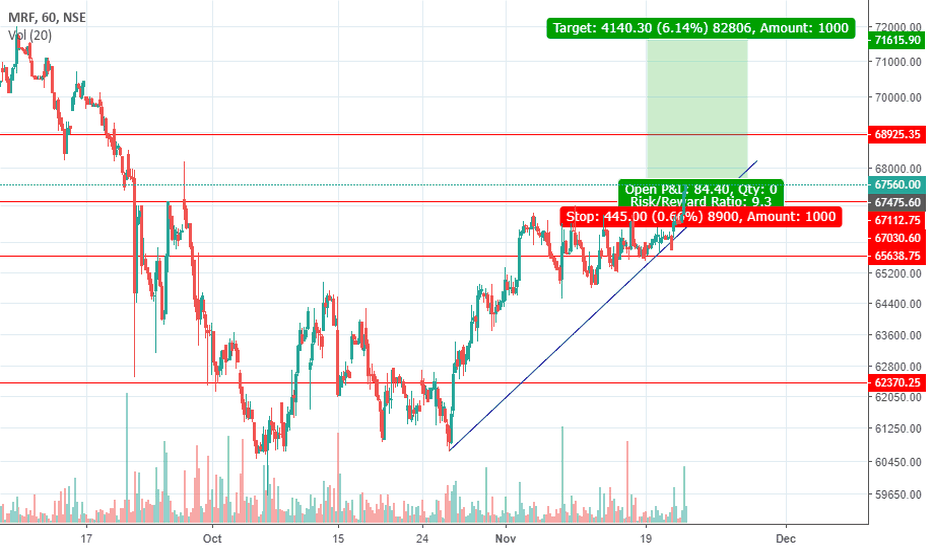 MRF, 60, NSE
Vol (20)
Target: 4140.30 (6.14%) 82806, Amount: 1000
72000.00
71615.90
71000.00
70000.00
68925.35
68000.00
67560.00
Open P&L: 84.40, Qty: 0
67475.60
Risk/Reward Ratio: 9.3
Stop: 445.00 (0.66%) 8900, Amount: 1000
67112.75
67030.60
65638.75
65200.00
64400.00
63600.00
62800.00
62370.25
62050.00
61250.00
60450.00
59650.00
17 Oct 15 24 Nov 19 Dec